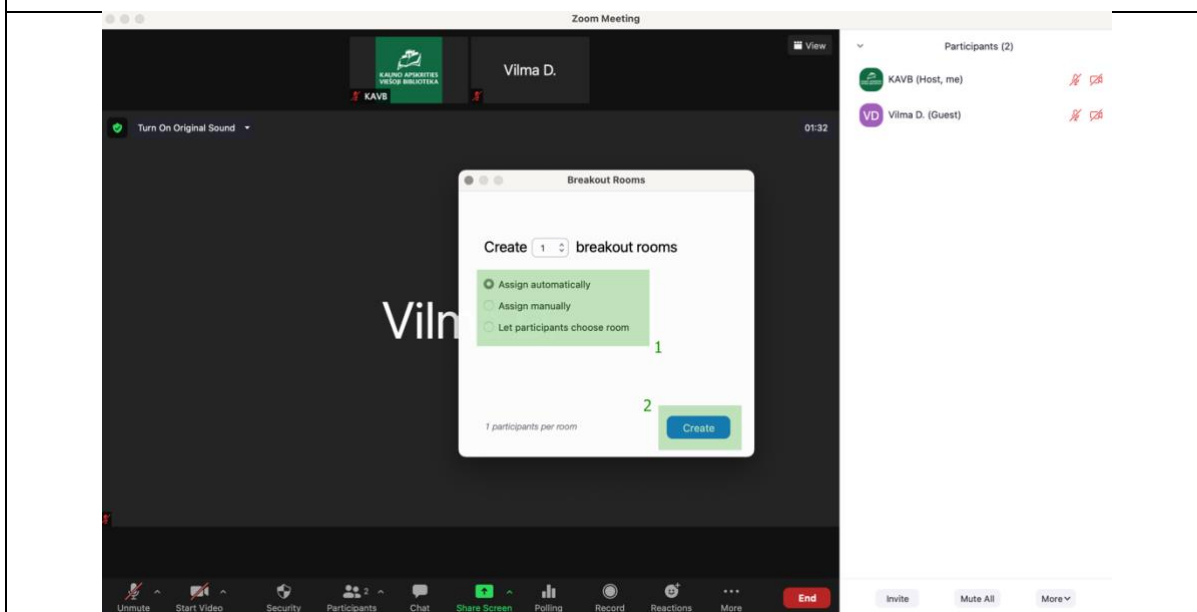 Zoom Meeting
KAUNO APSKRITIES
VIEŠOJI BIBLIOTEKA
KAVB
Vilma D.
View
Turn On Original Sound
01:32
Breakout Rooms
Create 1 breakout rooms
Assign automatically
Assign manually
Let participants choose room
1
2
1 participants per room
Create
Viln
Participants (2)
KAVB (Host, me)
VD Vilma D. (Guest)
Unmute
Start Video
Security
2
Participants
Chat
Share Screen
Polling
Record
Reactions
More
End
Invite
Mute All
More